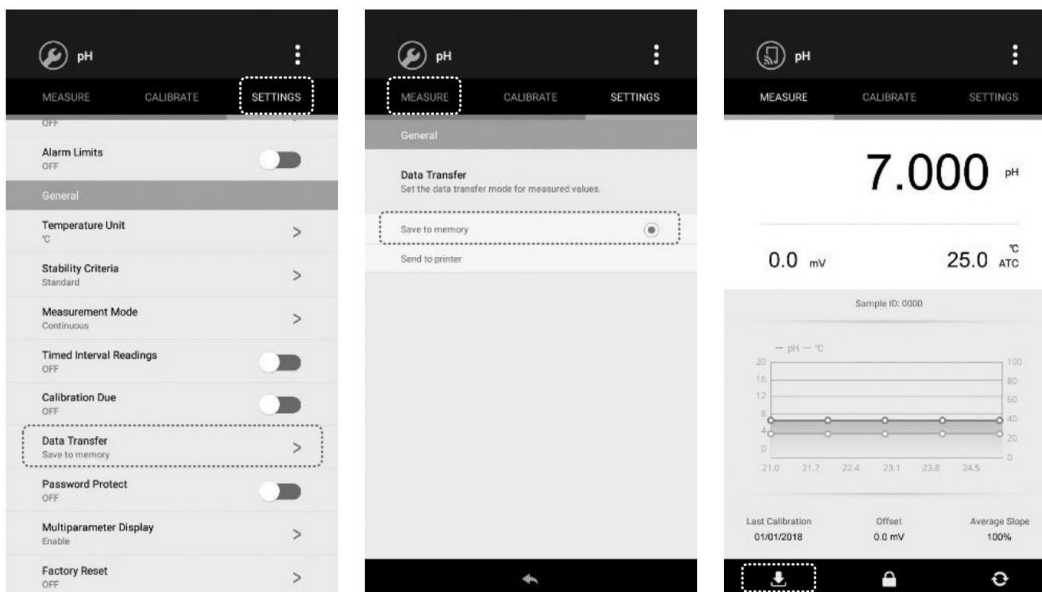 pH
MEASURE CALIBRATE SETTINGS
OFF
Alarm Limits
OFF
General
Temperature Unit
℃
Stability Criteria
Standard
Measurement Mode
Continuous
Timed Interval Readings
OFF
Calibration Due
OFF
Data Transfer
Save to memory
Password Protect
OFF
Multiparameter Display
Enable
Factory Reset
OFF
pH
MEASURE CALIBRATE SETTINGS
General
Data Transfer
Set the data transfer mode for measured values.
Save to memory
Send to printer
pH
MEASURE CALIBRATE SETTINGS
7.000 pH
0.0 mV 25.0 ℃ ATC
Sample ID: 0000
pH ℃
20 100
16 80
12 60
8 40
4 20
0 0
21.0 21.7 22.4 23.1 23.8 24.5
Last Calibration Offset Average Slope
01/01/2018 0.0 mV 100%